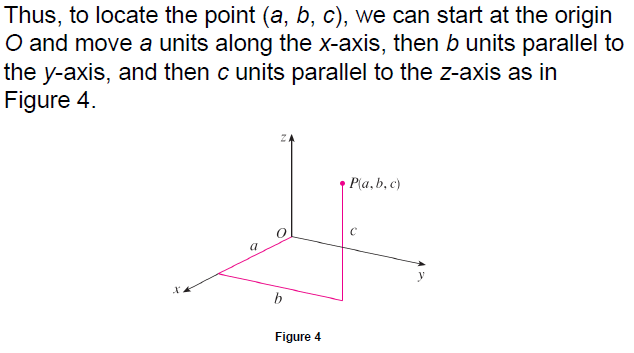 Thus, to locate the point (a, b, c), we can start at the origin
O and move a units along the x-axis, then b units parallel to
the y-axis, and then c units parallel to the z-axis as in
Figure 4.
z
P(a, b, c)
O
c
a
y
x
b
Figure 4